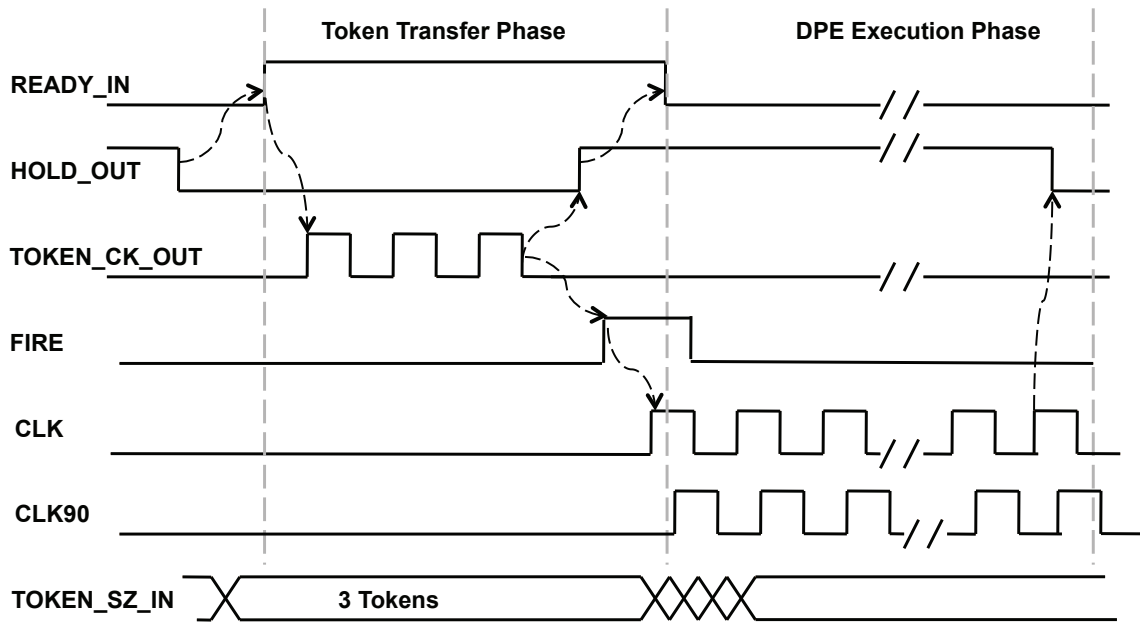 Token Transfer Phase
DPE Execution Phase
READY_IN
HOLD_OUT
TOKEN_CK_OUT
FIRE
CLK
CLK90
TOKEN_SZ_IN
3 Tokens